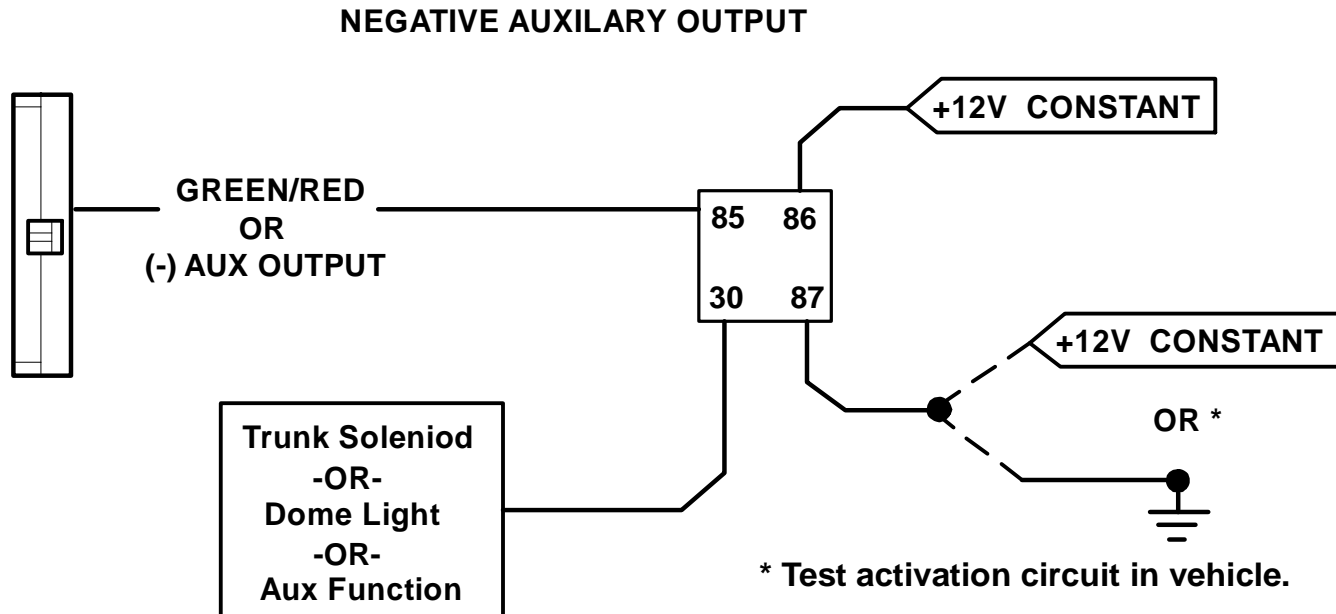 NEGATIVE AUXILARY OUTPUT
+12V CONSTANT
GREEN/RED
OR
(-) AUX OUTPUT
85 86
30 87
+12V CONSTANT
OR *
Trunk Soleniod
-OR-
Dome Light
-OR-
Aux Function
* Test activation circuit in vehicle.